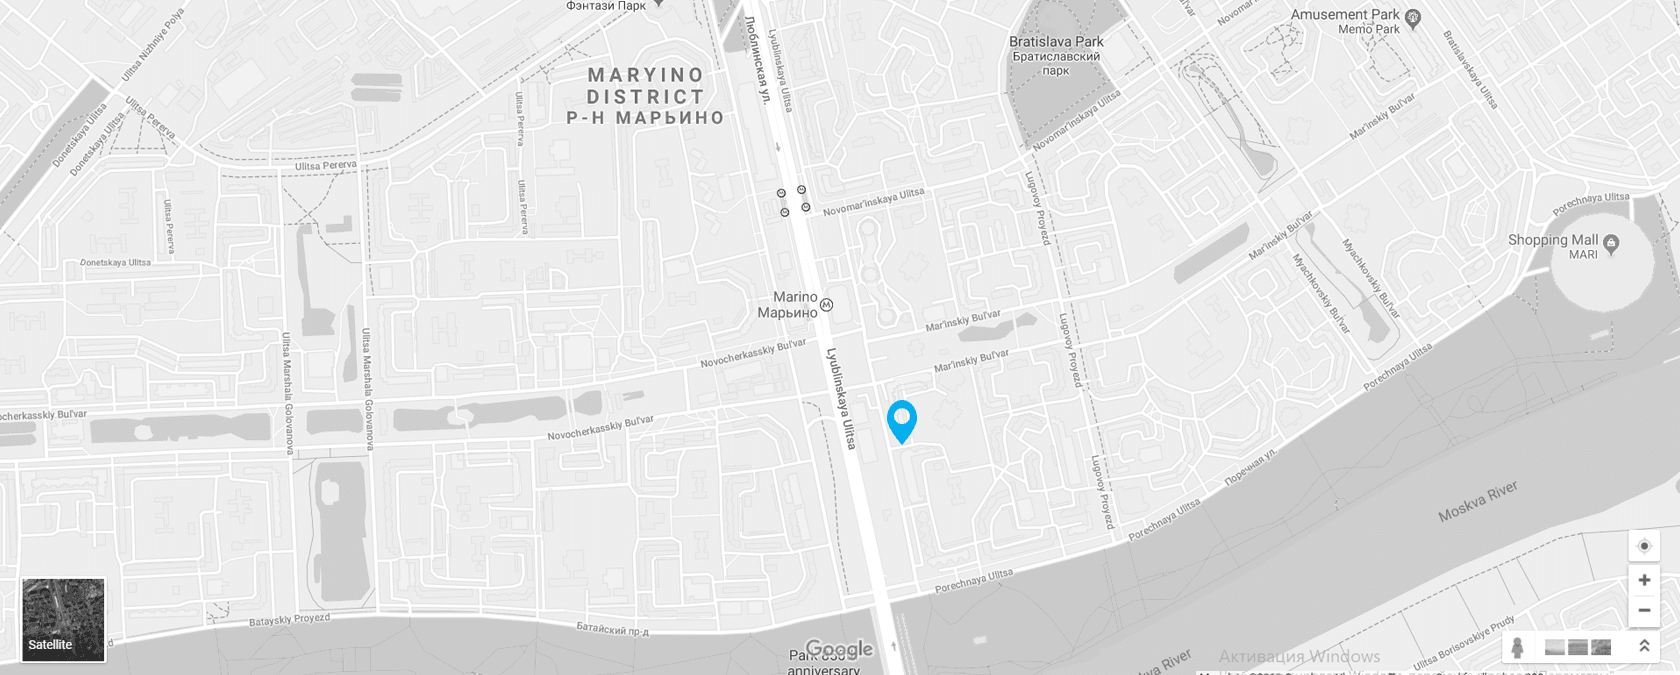 Фэнтази Парк
Amusement Park
Memo Park
Bratislava Park
Братиславский
парк
Ulitsa Nizhniye Polya
Люблинская ул.
Lyublinskaya Ulitsa
Bratislavskaya Ulitsa
MARYINO
DISTRICT
Р-Н МАРЬИНО
Ulitsa Pererva
Donetskaya Ulitsa
Donetskaya Ulitsa
Ulitsa Pererva
Novomar'inskaya Ulitsa
Mar'inskiy Bul'var
Ulitsa Pererva
Ulitsa Pererva
Ulitsa Pererva
Novomar'inskaya Ulitsa
Lugovoy Proyezd
Porechnaya Ulitsa
Mar'inskiy Bul'var
Shopping Mall
MARI
Donetskaya Ulitsa
Myachkovskiy Bul'var
Myachkovskiy Bul'var
Marino
Марьино
Mar'inskiy Bul'var
Lugovoy Proyezd
Novocherkasskiy Bul'var
Mar'inskiy Bul'var
Ulitsa Marshala Golovanova
Ulitsa Marshala Golovanova
Lyublinskaya Ulitsa
Porechnaya Ulitsa
ocherkasskiy Bul'var
Novocherkasskiy Bul'var
Lugovoy Proyezd
Поречная ул.
Porechnaya Ulitsa
Moskva River
Porechnaya Ulitsa
Batayskiy Proyezd
Батайский пр-д
Satellite
Google
anniversary
Активация Windows
Ulitsa Borisovskiye Prudy